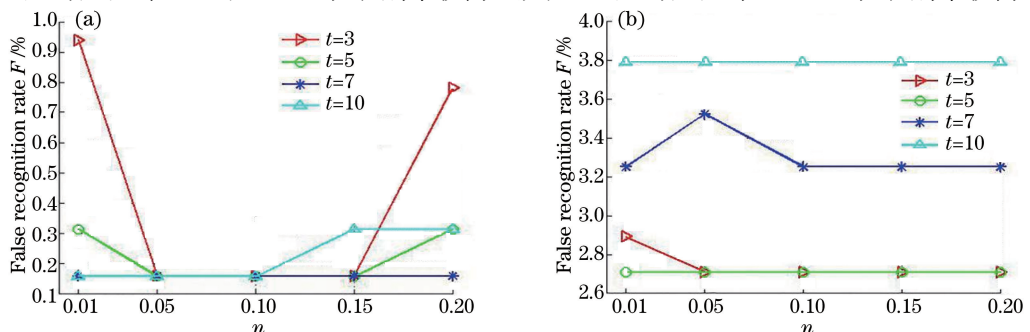 (a)
False recognition rate F /%
1.0
0.9
0.8
0.7
0.6
0.5
0.4
0.3
0.2
0.1
t=3
t=5
t=7
t=10
0.01 0.05 0.10 0.15 0.20
n
(b)
False recognition rate F /%
4.0
3.8
3.6
3.4
3.2
3.0
2.8
2.6
t=3
t=5
t=7
t=10
0.01 0.05 0.10 0.15 0.20
n